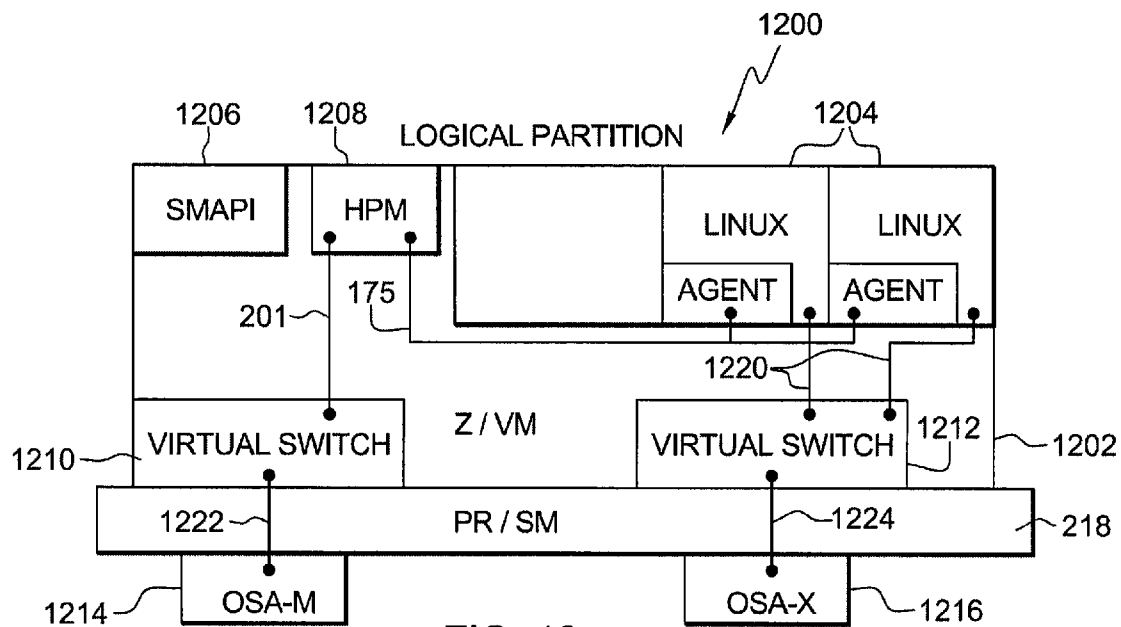 1200
1206
1208
LOGICAL PARTITION
1204
SMAPI
HPM
LINUX
LINUX
AGENT
AGENT
201
175
1220
Z / VM
1210
VIRTUAL SWITCH
VIRTUAL SWITCH
1212
1202
1222
PR / SM
1224
218
1214
OSA-M
OSA-X
1216